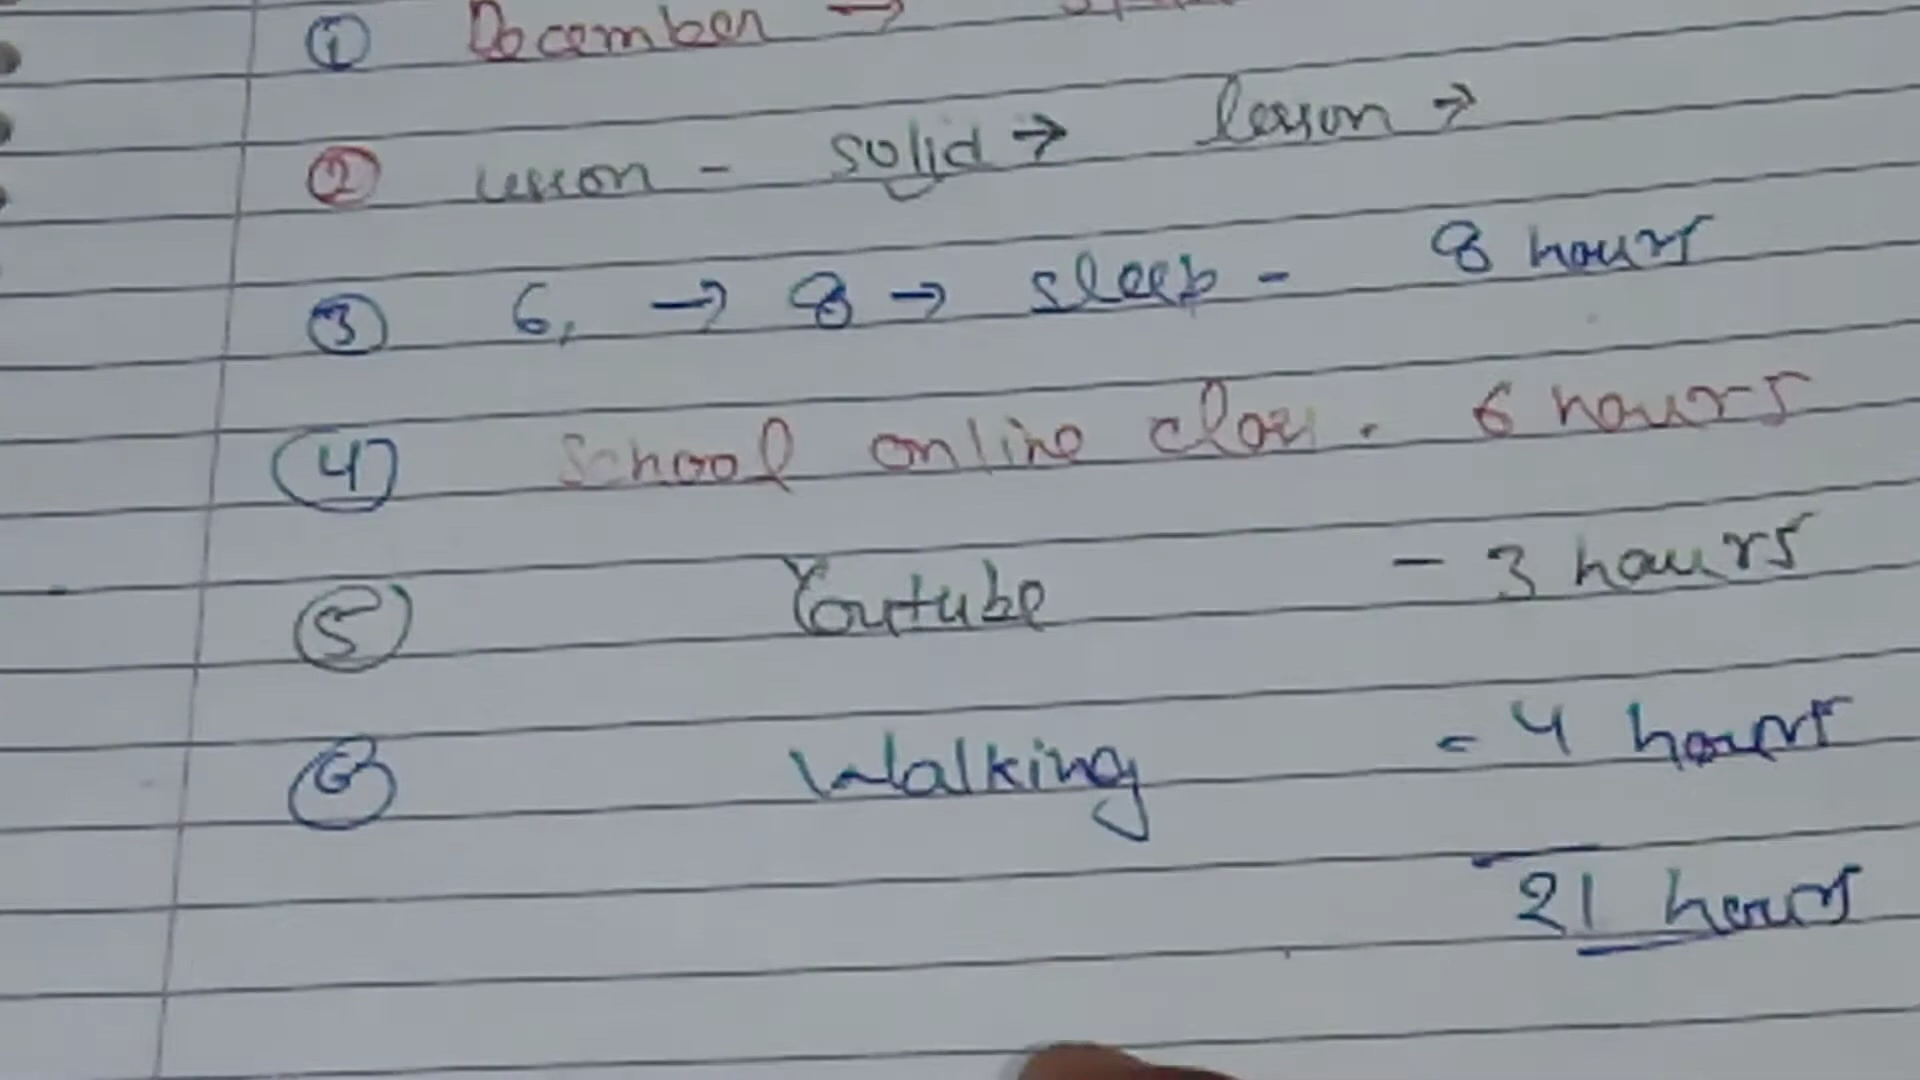 ① December →
② lesson - solid → lesson →
③ 6, → 8 → sleep - 8 hours
④ School online class. 6 hours
⑤ Youtube - 3 hours
⑥ Walking = 4 hours
21 hours